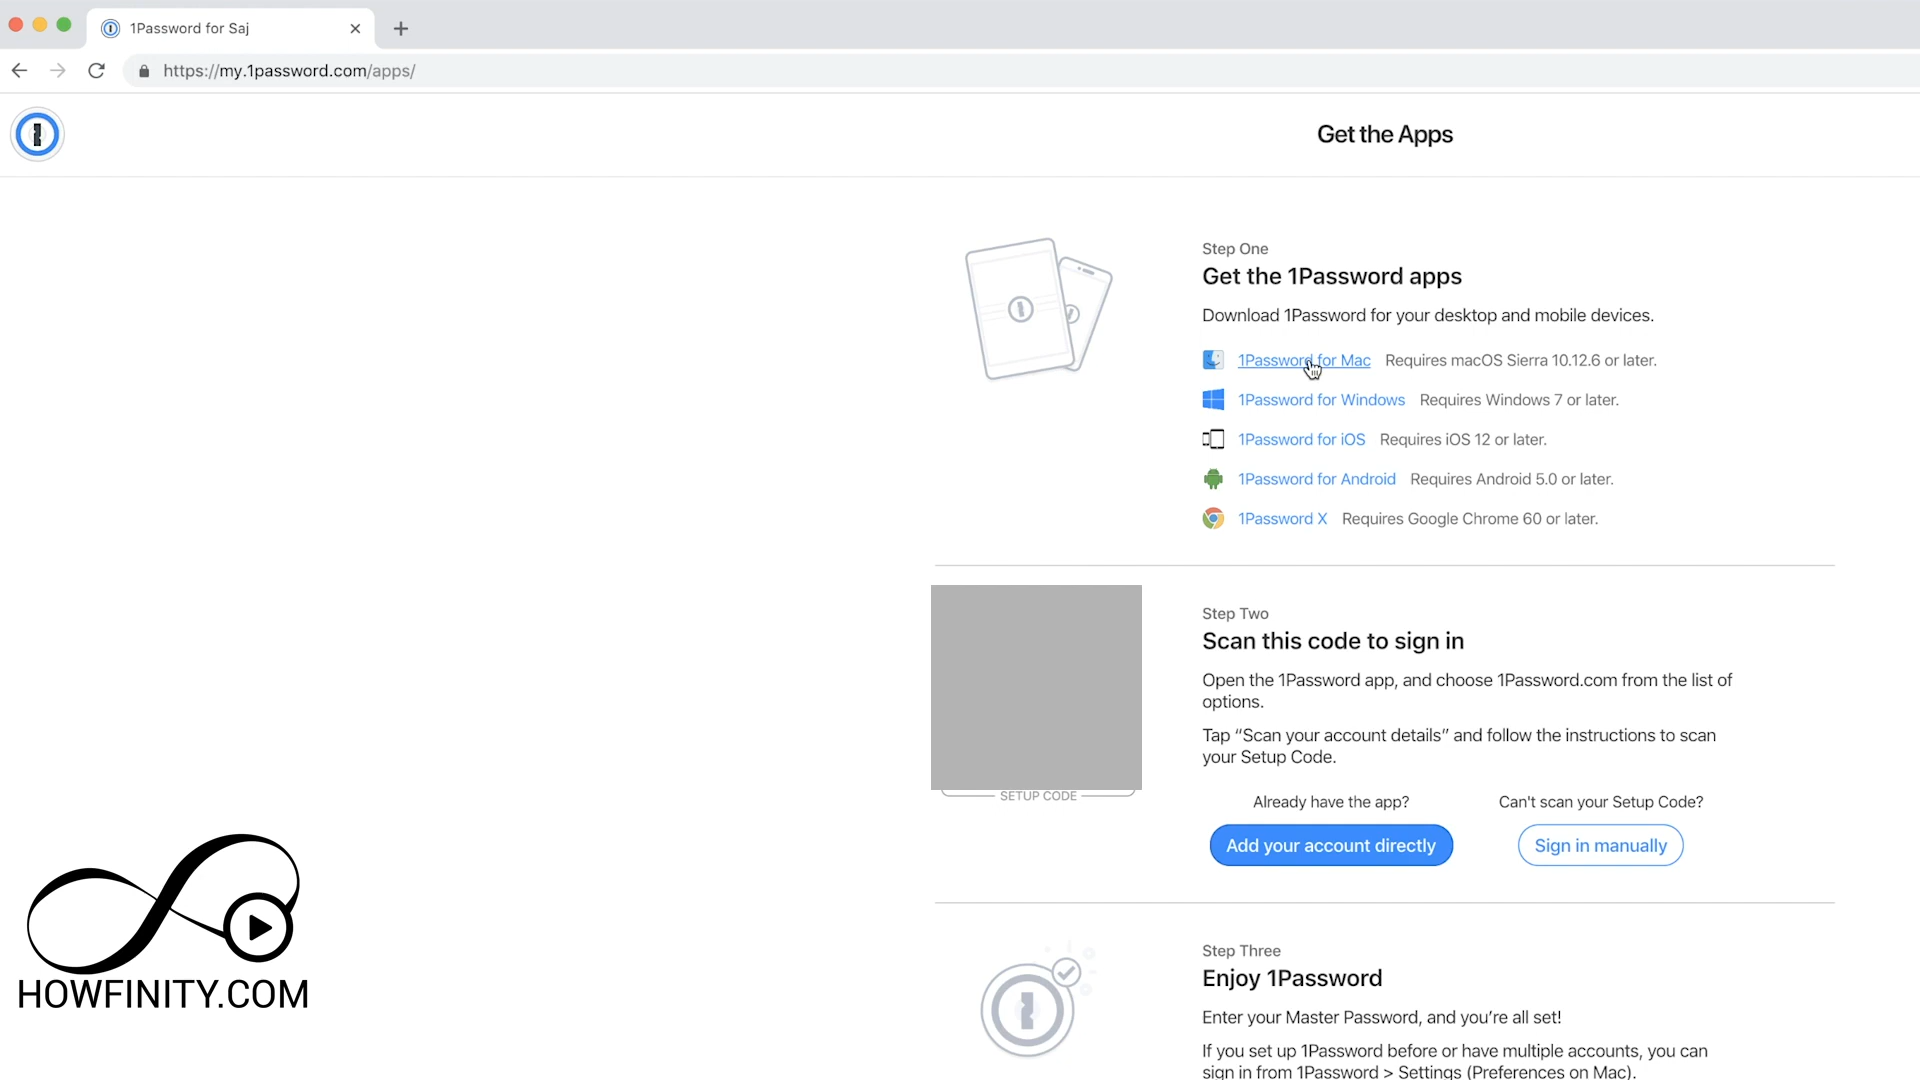 1Password for Saj
https://my.1password.com/apps/
Get the Apps
Step One
Get the 1Password apps
Download 1Password for your desktop and mobile devices.
1Password for Mac Requires macOS Sierra 10.12.6 or later.
1Password for Windows Requires Windows 7 or later.
1Password for iOS Requires iOS 12 or later.
1Password for Android Requires Android 5.0 or later.
1Password X Requires Google Chrome 60 or later.
Step Two
Scan this code to sign in
Open the 1Password app, and choose 1Password.com from the list of
options.
Tap “Scan your account details” and follow the instructions to scan
your Setup Code.
SETUP CODE
Already have the app? Can't scan your Setup Code?
Add your account directly Sign in manually
Step Three
Enjoy 1Password
Enter your Master Password, and you’re all set!
If you set up 1Password before or have multiple accounts, you can
sign in from 1Password > Settings (Preferences on Mac).
HOWFINITY.COM